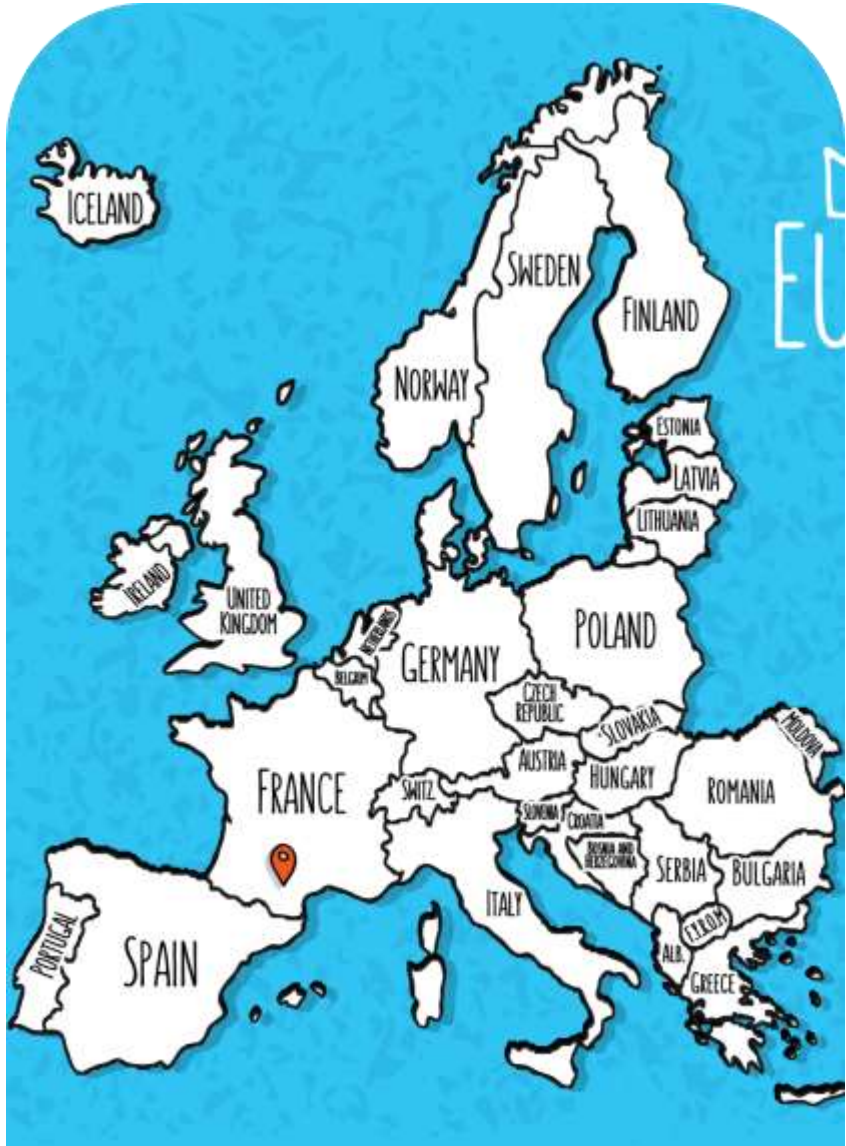 ICELAND
SWEDEN
FINLAND
NORWAY
ESTONIA
LATVIA
LITHUANIA
IRELAND
UNITED
KINGDOM
NETHERLANDS
BELGIUM
GERMANY
POLAND
CZECH
REPUBLIC
SLOVAKIA
MOLDOVA
AUSTRIA
HUNGARY
FRANCE
SWITZ.
ROMANIA
SLOVENIA
CROATIA
BOSNIA AND
HERZEGOVINA
SERBIA
BULGARIA
ITALY
PORTUGAL
SPAIN
F.Y.R.O.M
ALB.
GREECE
EU